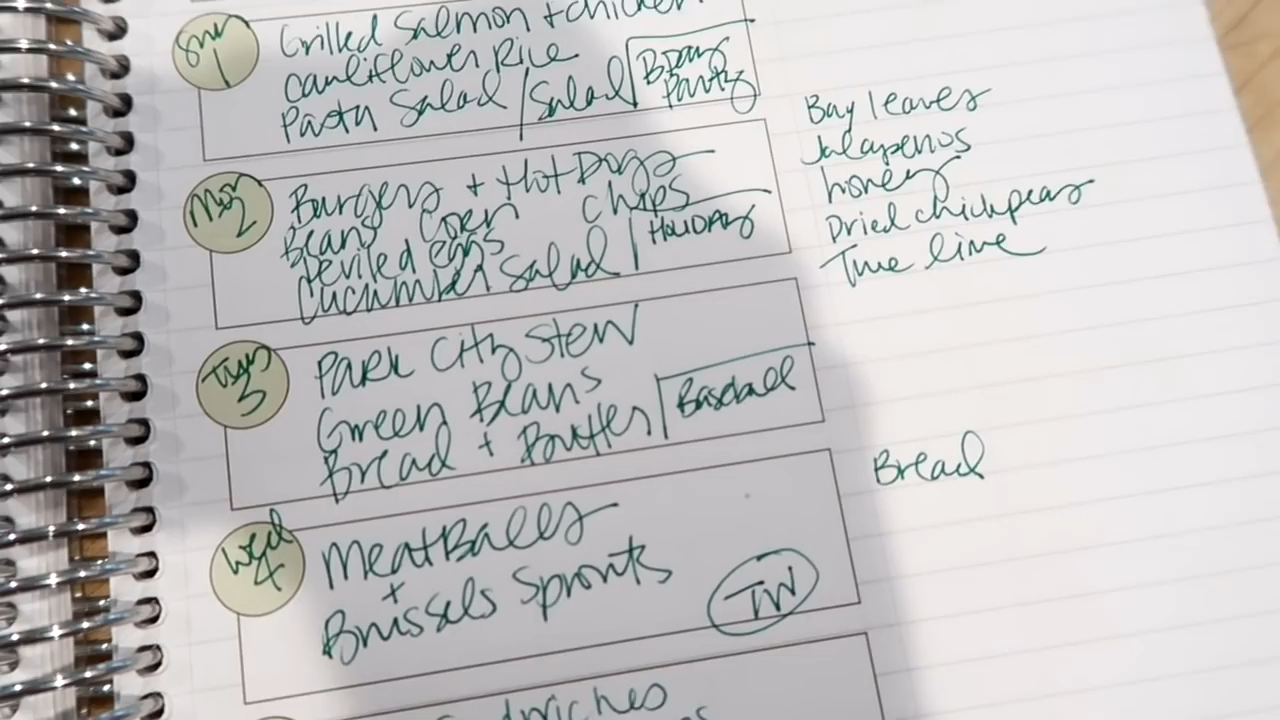 Sun
1
Grilled Salmon + chicken
Cauliflower Rice
Pasta Salad / Salad
Bday
Party
Mon
2
Burgers + Hot Dogs
Beans Corn Chips
Deviled eggs
Cucumber Salad
HOLIDAY
Tues
3
PARK City Stew
Green Beans
Bread + Butter
Baseball
Wed
4
MeatBalls
+
Brussels Sprouts
TW
Bay leaves
Jalapenos
honey
Dried chickpeas
True lime
Bread